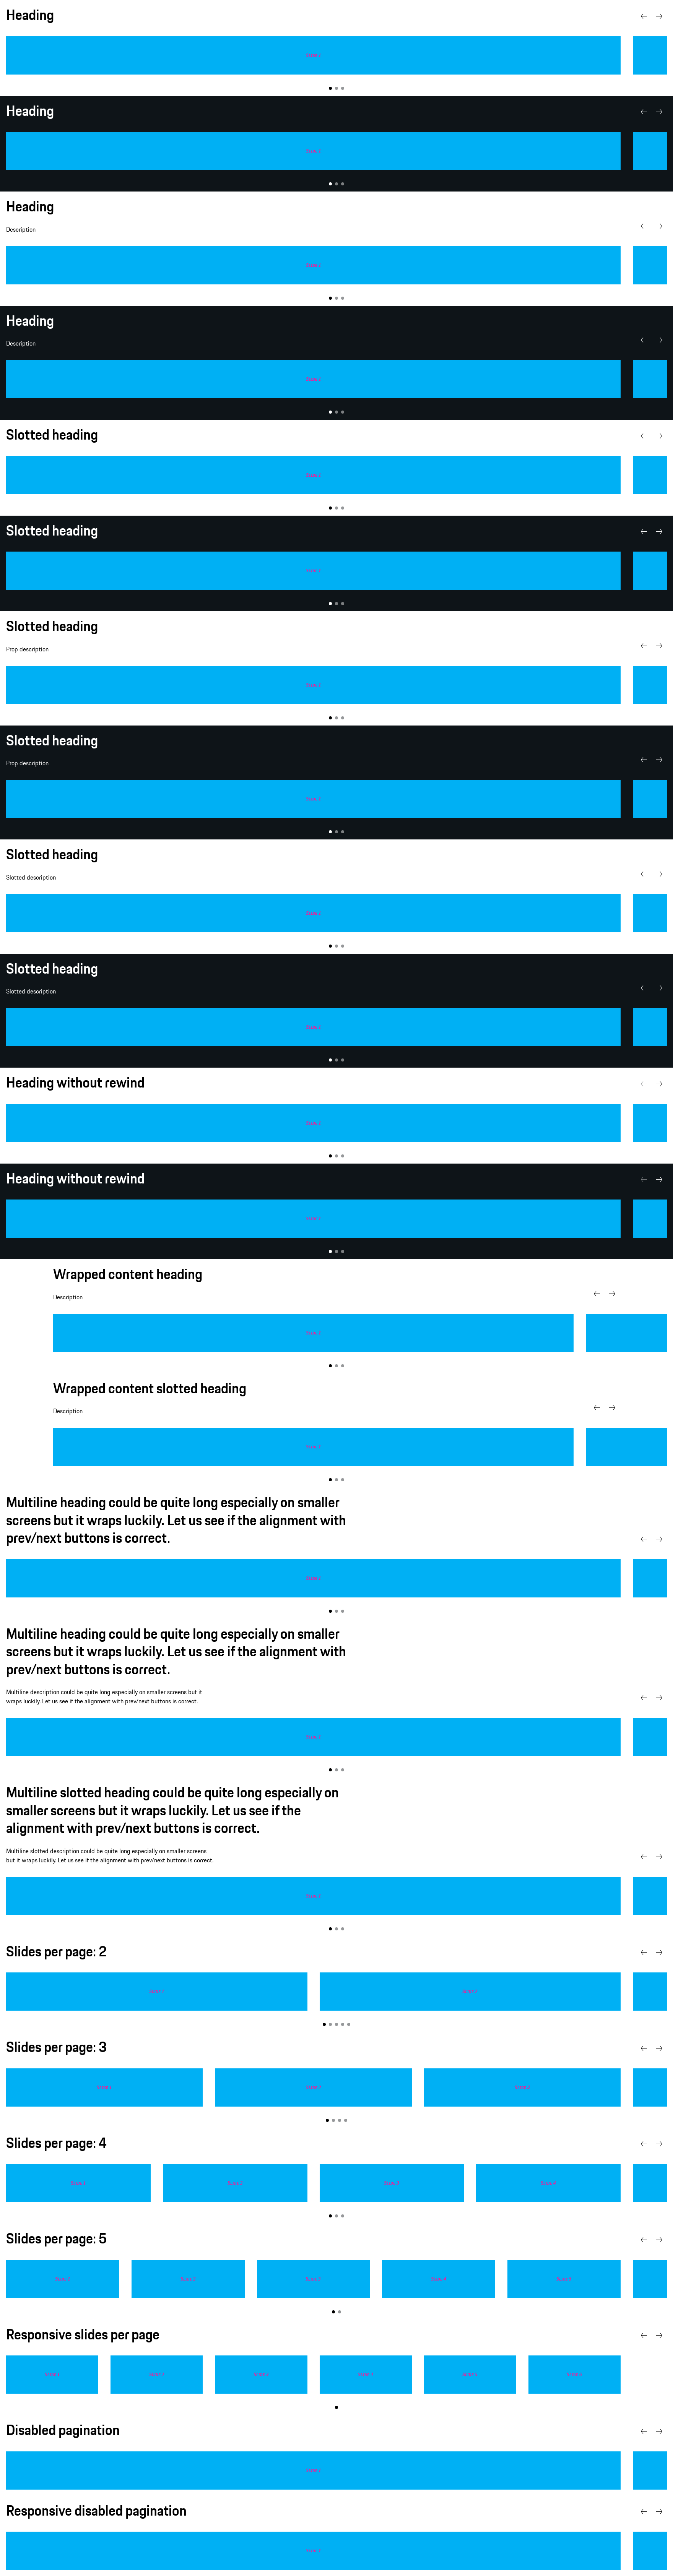 Heading
Heading
Heading
Description
Heading
Description
Slotted heading
Slotted heading
Slotted heading
Prop description
Slotted heading
Prop description
Slotted heading
Slotted description
Slotted heading
Slotted description
Heading without rewind
Heading without rewind
Wrapped content heading
Description
Wrapped content slotted heading
Description
Multiline heading could be quite long especially on smaller
screens but it wraps luckily. Let us see if the alignment with
prev/next buttons is correct.
Multiline heading could be quite long especially on smaller
screens but it wraps luckily. Let us see if the alignment with
prev/next buttons is correct.
Multiline description could be quite long especially on smaller screens but it
wraps luckily. Let us see if the alignment with prev/next buttons is correct.
Multiline slotted heading could be quite long especially on
smaller screens but it wraps luckily. Let us see if the
alignment with prev/next buttons is correct.
Multiline slotted description could be quite long especially on smaller screens
but it wraps luckily. Let us see if the alignment with prev/next buttons is correct.
Slides per page: 2
Slides per page: 3
Slides per page: 4
Slides per page: 5
Responsive slides per page
Disabled pagination
Responsive disabled pagination